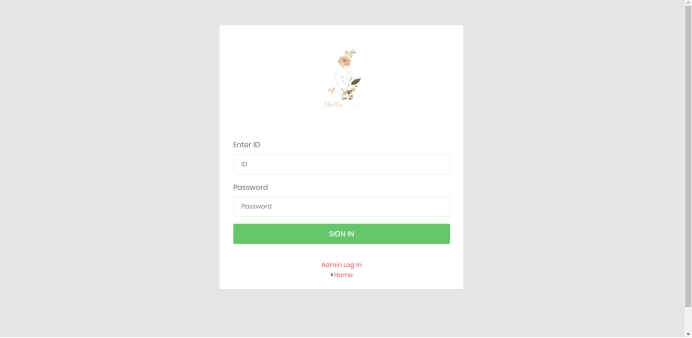 Enter ID
ID
Password
Password
SIGN IN
Admin Log In
Home